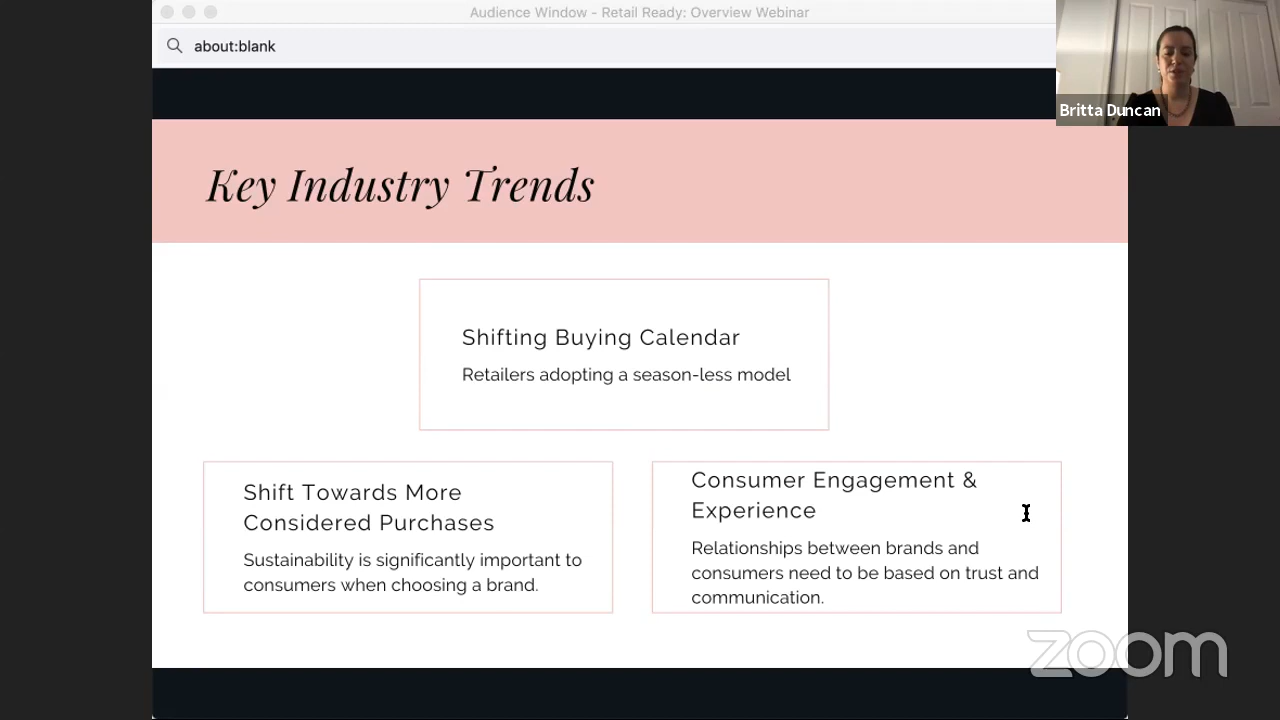 Audience Window - Retail Ready: Overview Webinar
about:blank
Britta Duncan
Key Industry Trends
Shifting Buying Calendar
Retailers adopting a season-less model
Shift Towards More
Considered Purchases
Sustainability is significantly important to
consumers when choosing a brand.
Consumer Engagement &
Experience
Relationships between brands and
consumers need to be based on trust and
communication.
zoom